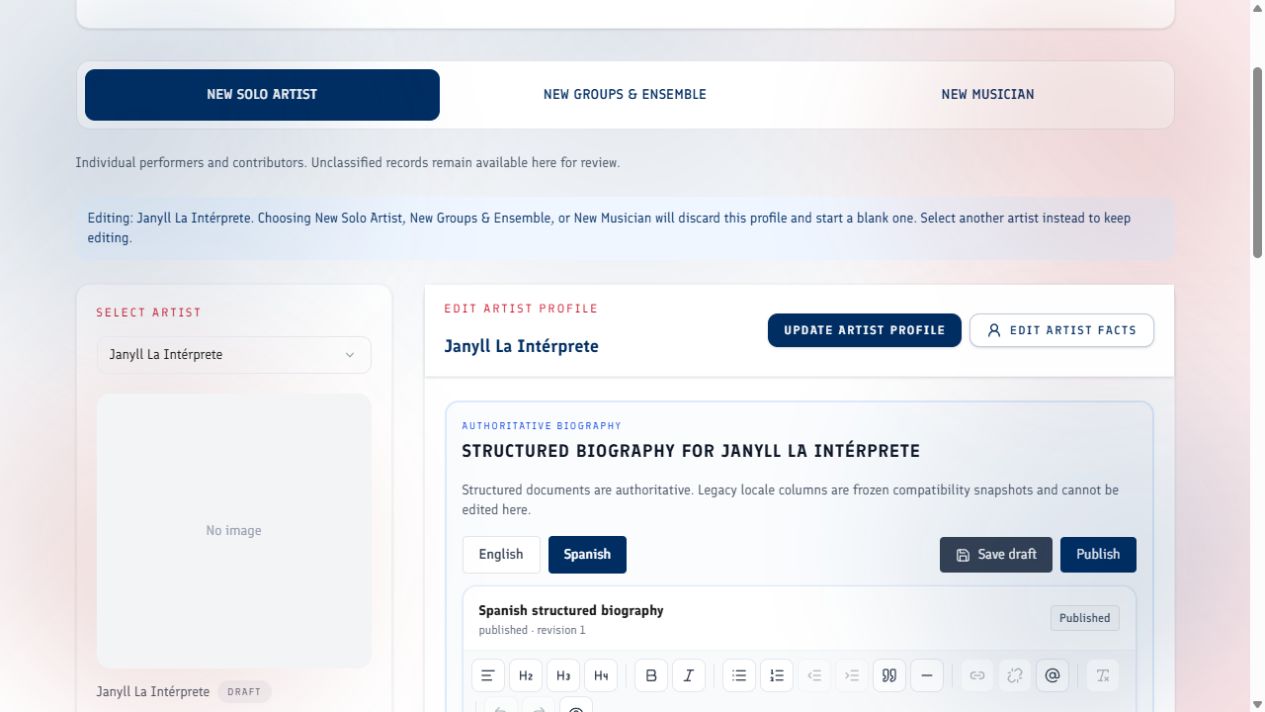 NEW SOLO ARTIST
NEW GROUPS & ENSEMBLE
NEW MUSICIAN
Individual performers and contributors. Unclassified records remain available here for review.
Editing: Janyll La Intérprete. Choosing New Solo Artist, New Groups & Ensemble, or New Musician will discard this profile and start a blank one. Select another artist instead to keep
editing.
SELECT ARTIST
Janyll La Intérprete
No image
Janyll La Intérprete DRAFT
EDIT ARTIST PROFILE
Janyll La Intérprete
UPDATE ARTIST PROFILE
EDIT ARTIST FACTS
AUTHORITATIVE BIOGRAPHY
STRUCTURED BIOGRAPHY FOR JANYLL LA INTÉRPRETE
Structured documents are authoritative. Legacy locale columns are frozen compatibility snapshots and cannot be
edited here.
English
Spanish
Save draft
Publish
Spanish structured biography
published · revision 1
Published
H2 H3 H4 B I